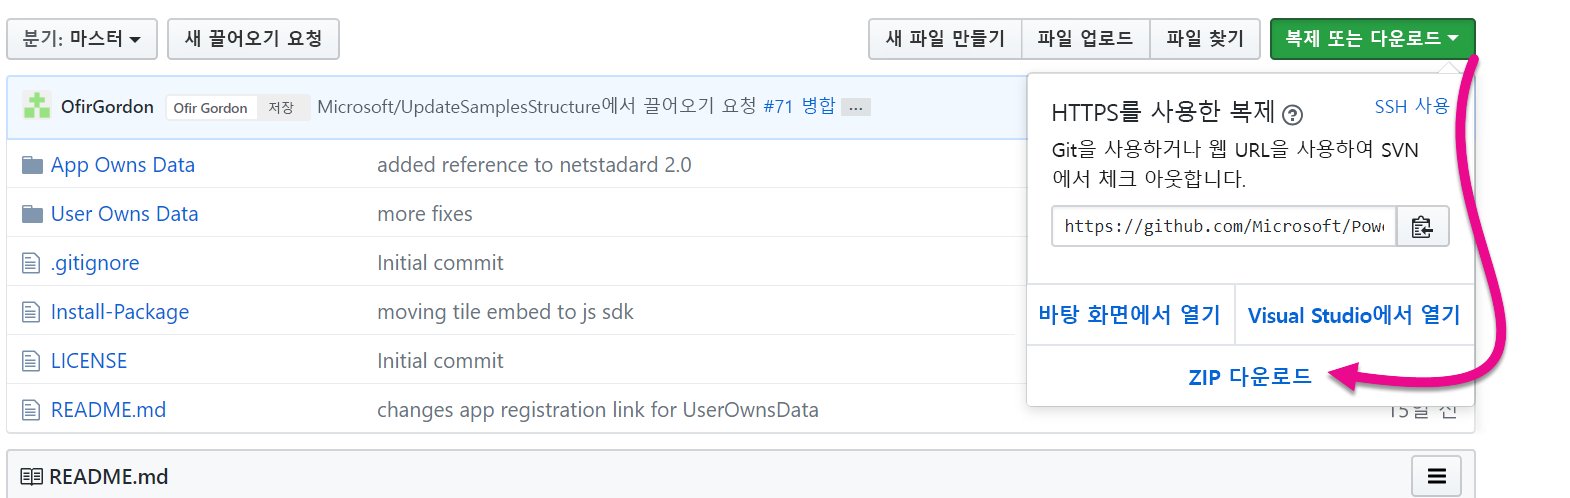 분기: 마스터
새 끌어오기 요청
새 파일 만들기
파일 업로드
파일 찾기
복제 또는 다운로드
OfirGordon Ofir Gordon 저장 Microsoft/UpdateSamplesStructure에서 끌어오기 요청 #71 병합 ...
App Owns Data added reference to netstadard 2.0
User Owns Data more fixes
.gitignore Initial commit
Install-Package moving tile embed to js sdk
LICENSE Initial commit
README.md changes app registration link for UserOwnsData 15일
HTTPS를 사용한 복제 ?
SSH 사용
Git을 사용하거나 웹 URL을 사용하여 SVN
에서 체크 아웃합니다.
https://github.com/Microsoft/Pow
바탕 화면에서 열기
Visual Studio에서 열기
ZIP 다운로드
README.md